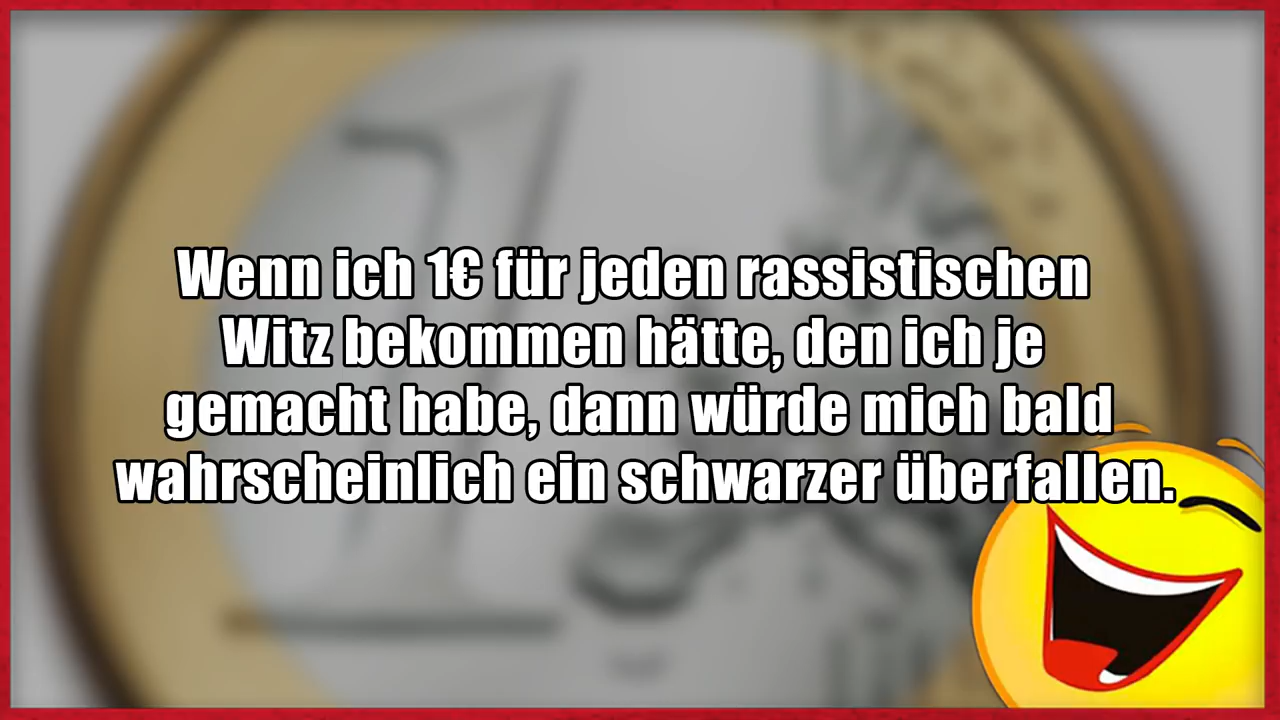 Wenn ich 1€ für jeden rassistischen
Witz bekommen hätte, den ich je
gemacht habe, dann würde mich bald
wahrscheinlich ein schwarzer überfallen.